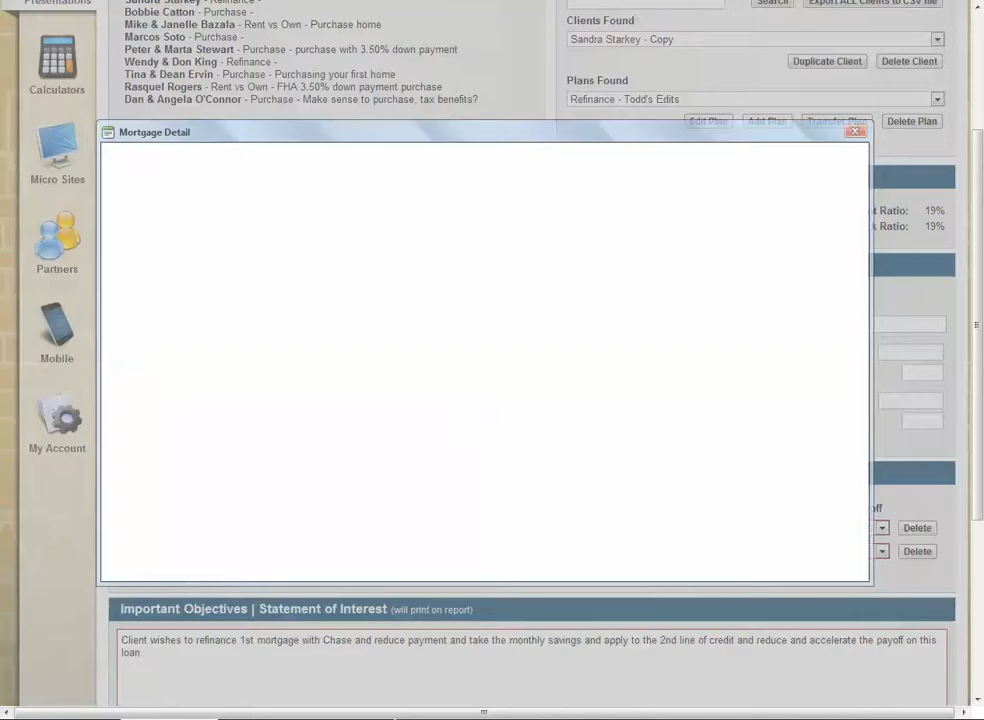 Presentations
Calculators
Micro Sites
Partners
Mobile
My Account
Sandra Starkey - Refinance -
Bobbie Catton - Purchase -
Mike & Janelle Bazala - Rent vs Own - Purchase home
Marcos Soto - Purchase -
Peter & Marta Stewart - Purchase - purchase with 3.50% down payment
Wendy & Don King - Refinance -
Tina & Dean Ervin - Purchase - Purchasing your first home
Rasquel Rogers - Rent vs Own - FHA 3.50% down payment purchase
Dan & Angela O'Connor - Purchase - Make sense to purchase, tax benefits?
Search Export ALL Clients to CSV file
Clients Found
Sandra Starkey - Copy
Duplicate Client Delete Client
Plans Found
Refinance - Todd's Edits
Edit Plan Add Plan Transfer Plan Delete Plan
Mortgage Detail
t Ratio: 19%
k Ratio: 19%
off
Delete
Delete
Important Objectives | Statement of Interest (will print on report)
Client wishes to refinance 1st mortgage with Chase and reduce payment and take the monthly savings and apply to the 2nd line of credit and reduce and accelerate the payoff on this
loan.